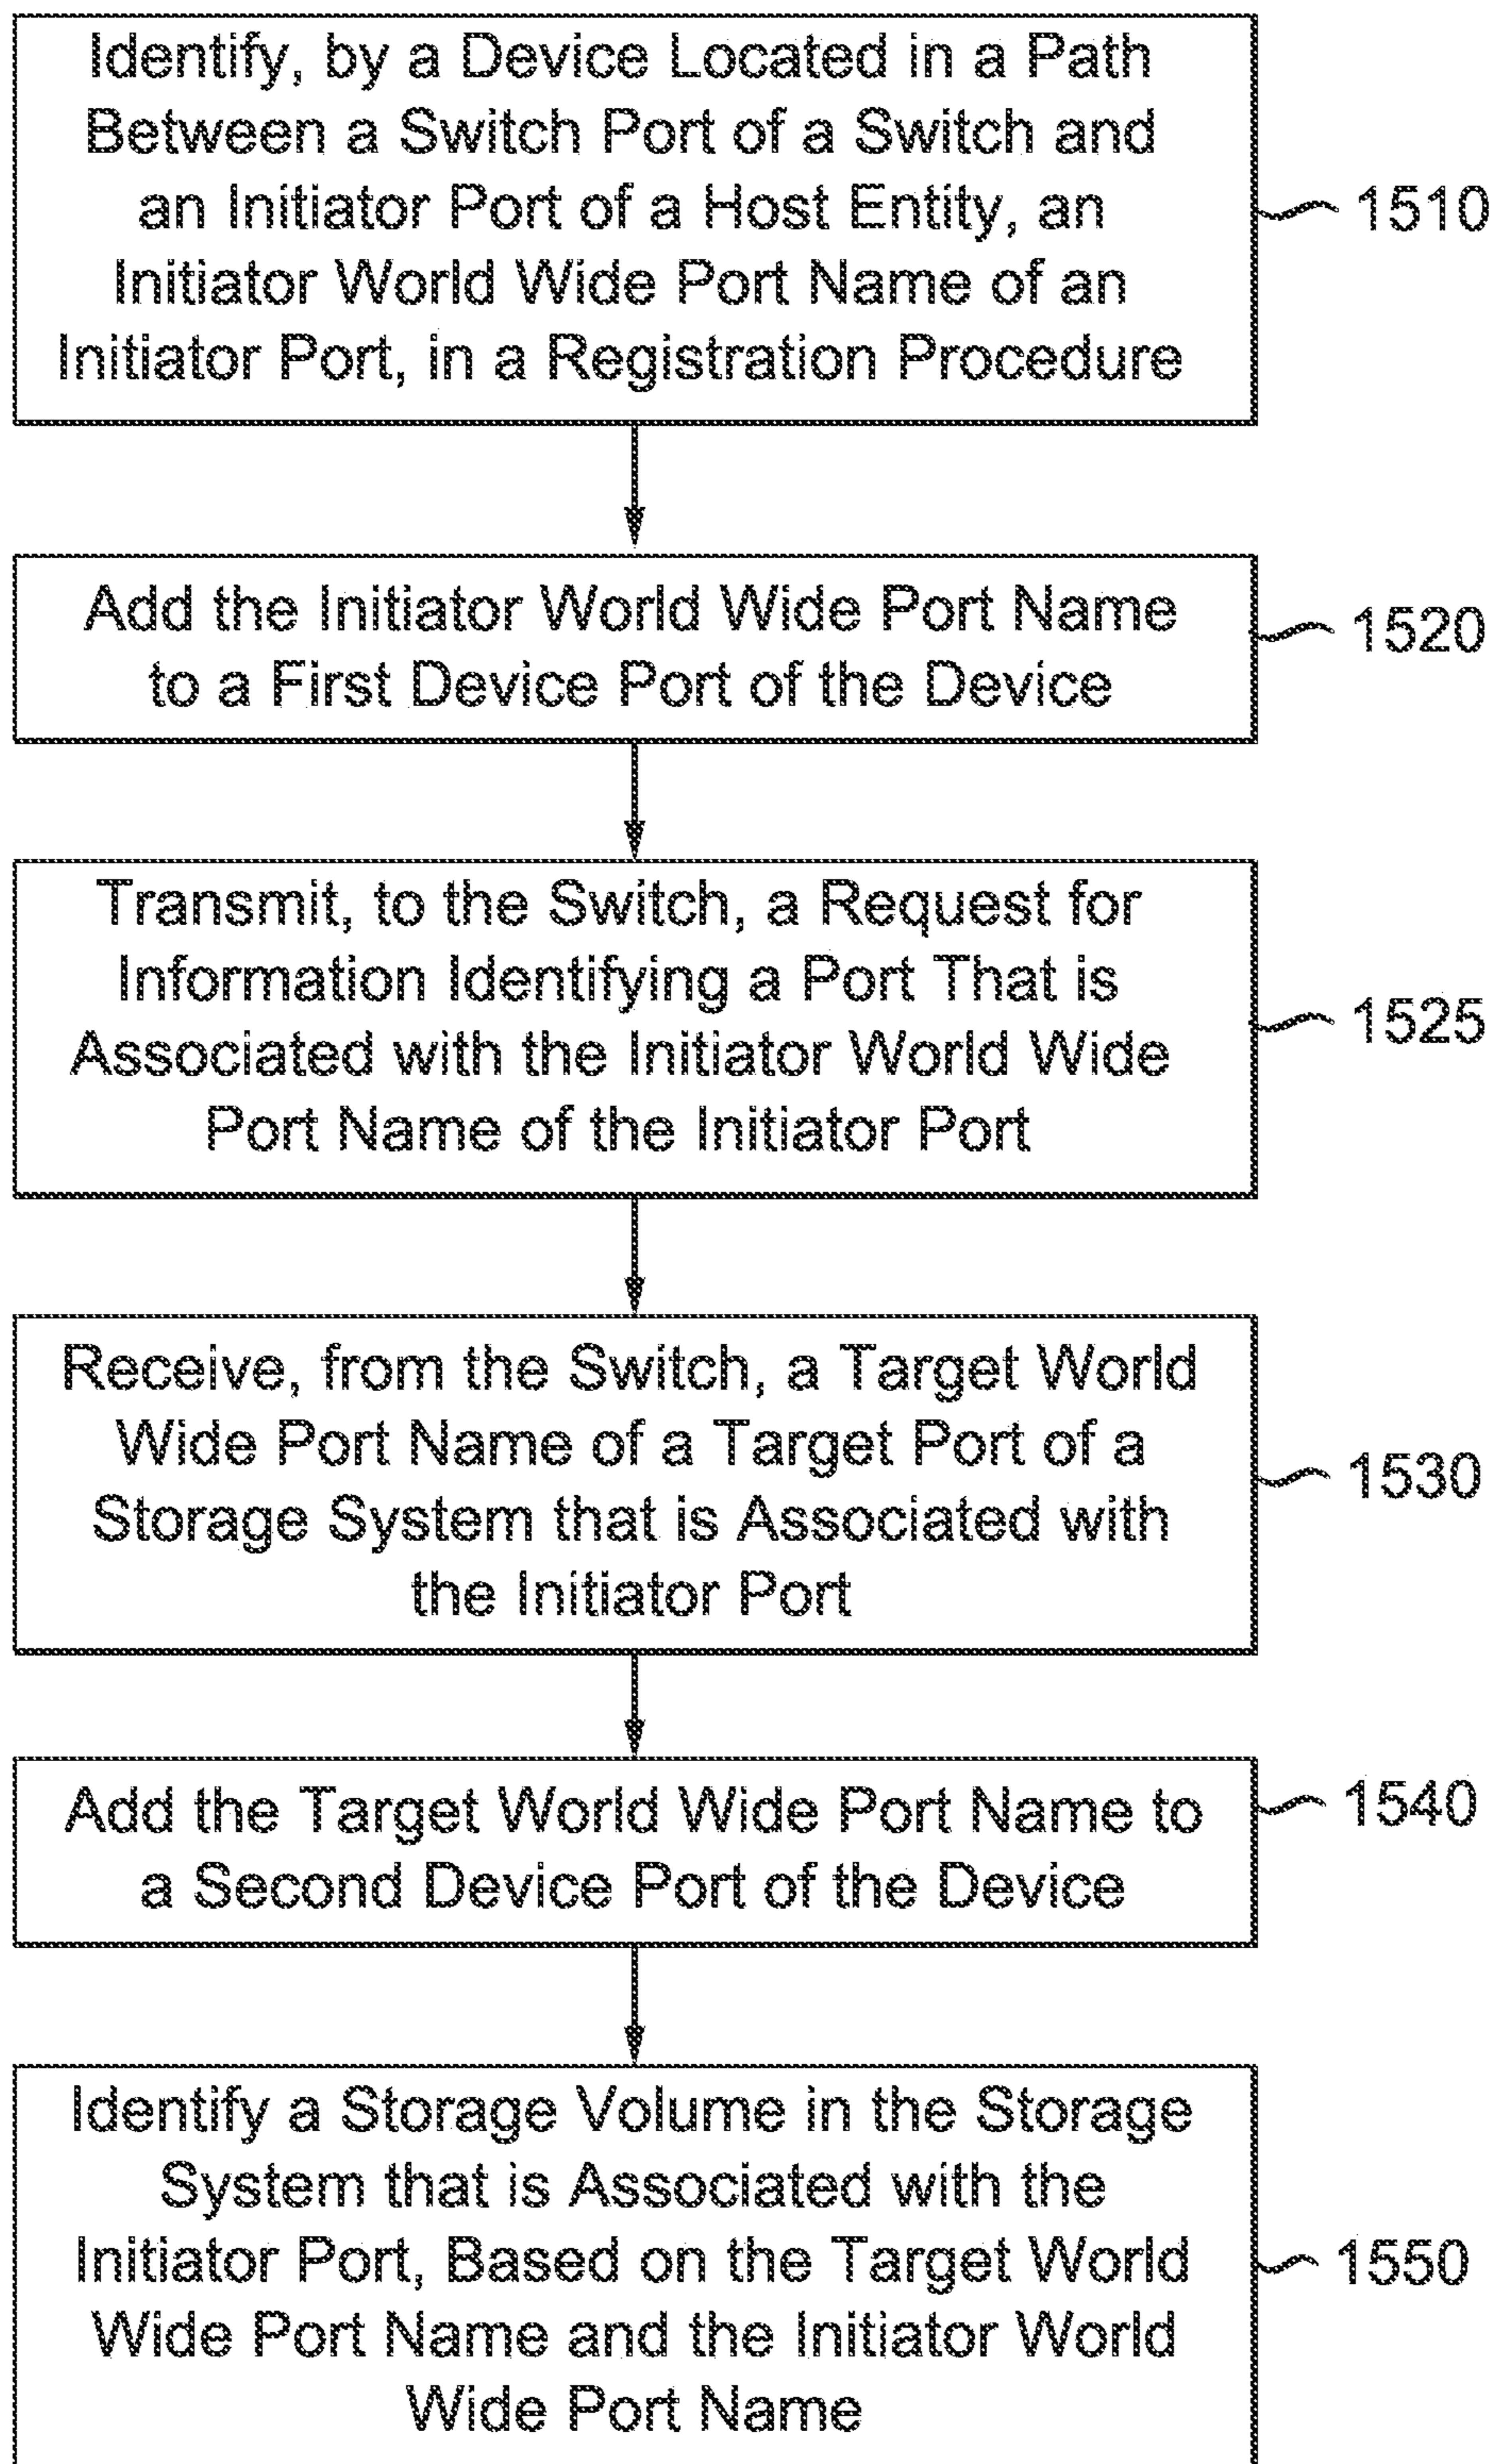 Identify, by a Device Located in a Path
Between a Switch Port of a Switch and
an Initiator Port of a Host Entity, an
Initiator World Wide Port Name of an
Initiator Port, in a Registration Procedure
1510
Add the Initiator World Wide Port Name
to a First Device Port of the Device
1520
Transmit, to the Switch, a Request for
Information Identifying a Port That is
Associated with the Initiator World Wide
Port Name of the Initiator Port
1525
Receive, from the Switch, a Target World
Wide Port Name of a Target Port of a
Storage System that is Associated with
the Initiator Port
1530
Add the Target World Wide Port Name to
a Second Device Port of the Device
1540
Identify a Storage Volume in the Storage
System that is Associated with the
Initiator Port, Based on the Target World
Wide Port Name and the Initiator World
Wide Port Name
1550